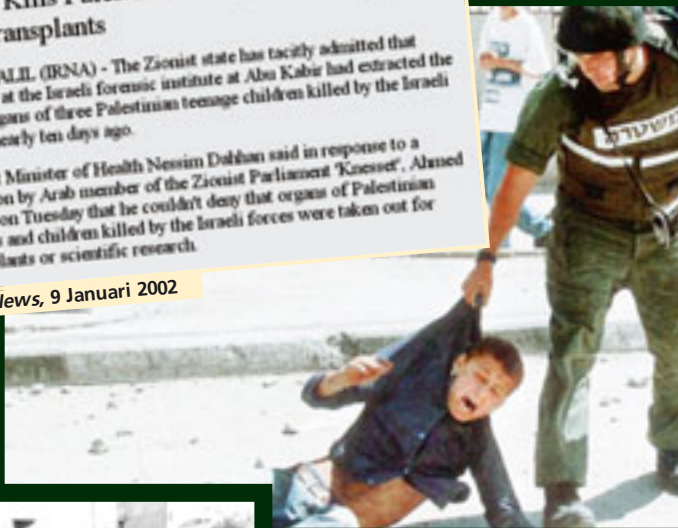 ransplants
ALIL (IRNA) - The Zionist state has tacitly admitted that
at the Israeli forensic institute at Abu Kabir had extracted the
gans of three Palestinian teenage children killed by the Israeli
early ten days ago.
Minister of Health Nessim Dahhan said in response to a
on by Arab member of the Zionist Parliament 'Knesset', Ahmed
on Tuesday that he couldn't deny that organs of Palestinian
and children killed by the Israeli forces were taken out for
lants or scientific research.
News, 9 Januari 2002
משטרה